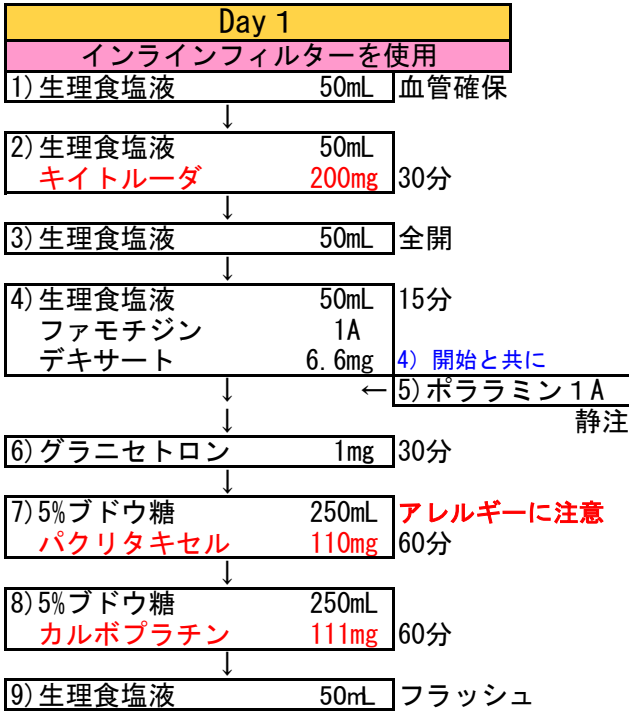 Day 1
インラインフィルターを使用
1)生理食塩液 50mL 血管確保
↓
2)生理食塩液 50mL
キイトルーダ 200mg 30分
↓
3)生理食塩液 50mL 全開
↓
4)生理食塩液 50mL 15分
ファモチジン 1A
デキサート 6.6mg 4) 開始と共に
↓ ← 5)ポララミン1A
↓ 静注
6)グラニセトロン 1mg 30分
↓
7)5%ブドウ糖 250mL アレルギーに注意
パクリタキセル 110mg 60分
↓
8)5%ブドウ糖 250mL
カルボプラチン 111mg 60分
↓
9)生理食塩液 50mL フラッシュ